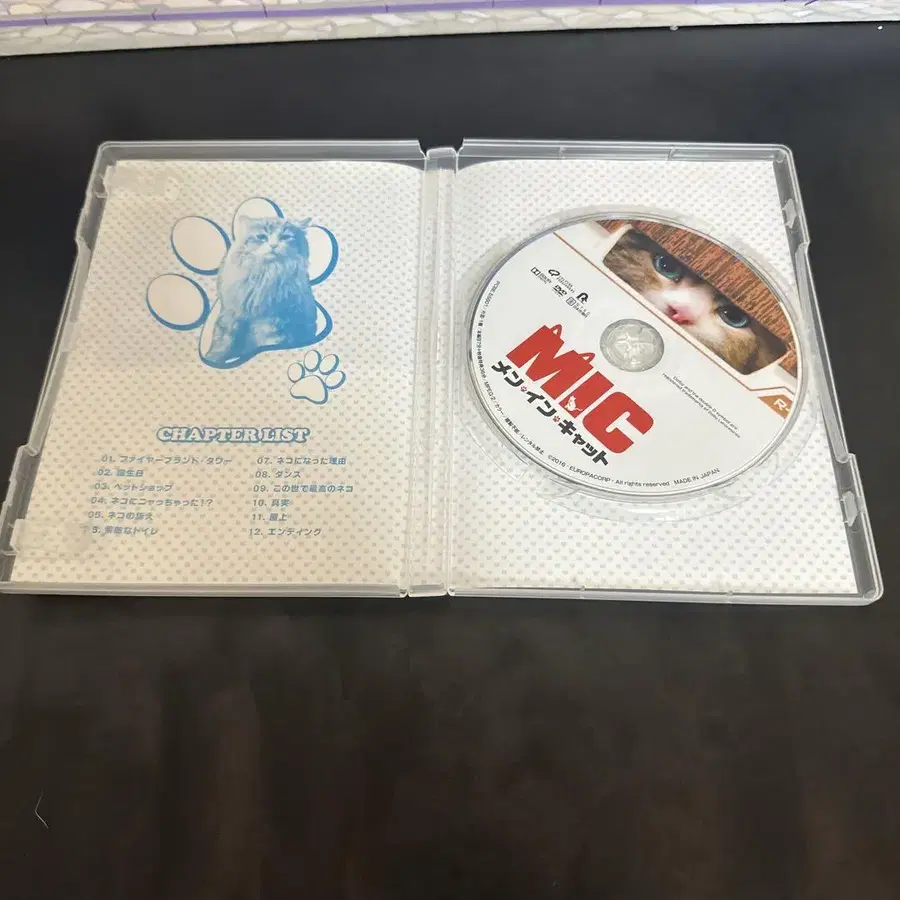 CHAPTER LIST
01. ファイヤーブランド・タワー
02. 誕生日
03. ペットショップ
04. ネコにニャっちゃった!?
05. ネコの訴え
素敵なトイレ
07. ネコになった理由
08. ダンス
09. この世で最高のネコ
10. 真実
11. 屋上
12. エンディング
DVD
MIC
メン・イン・キャット
R-
©2016 - EUROPACORP - All rights reserved MADE IN JAPAN